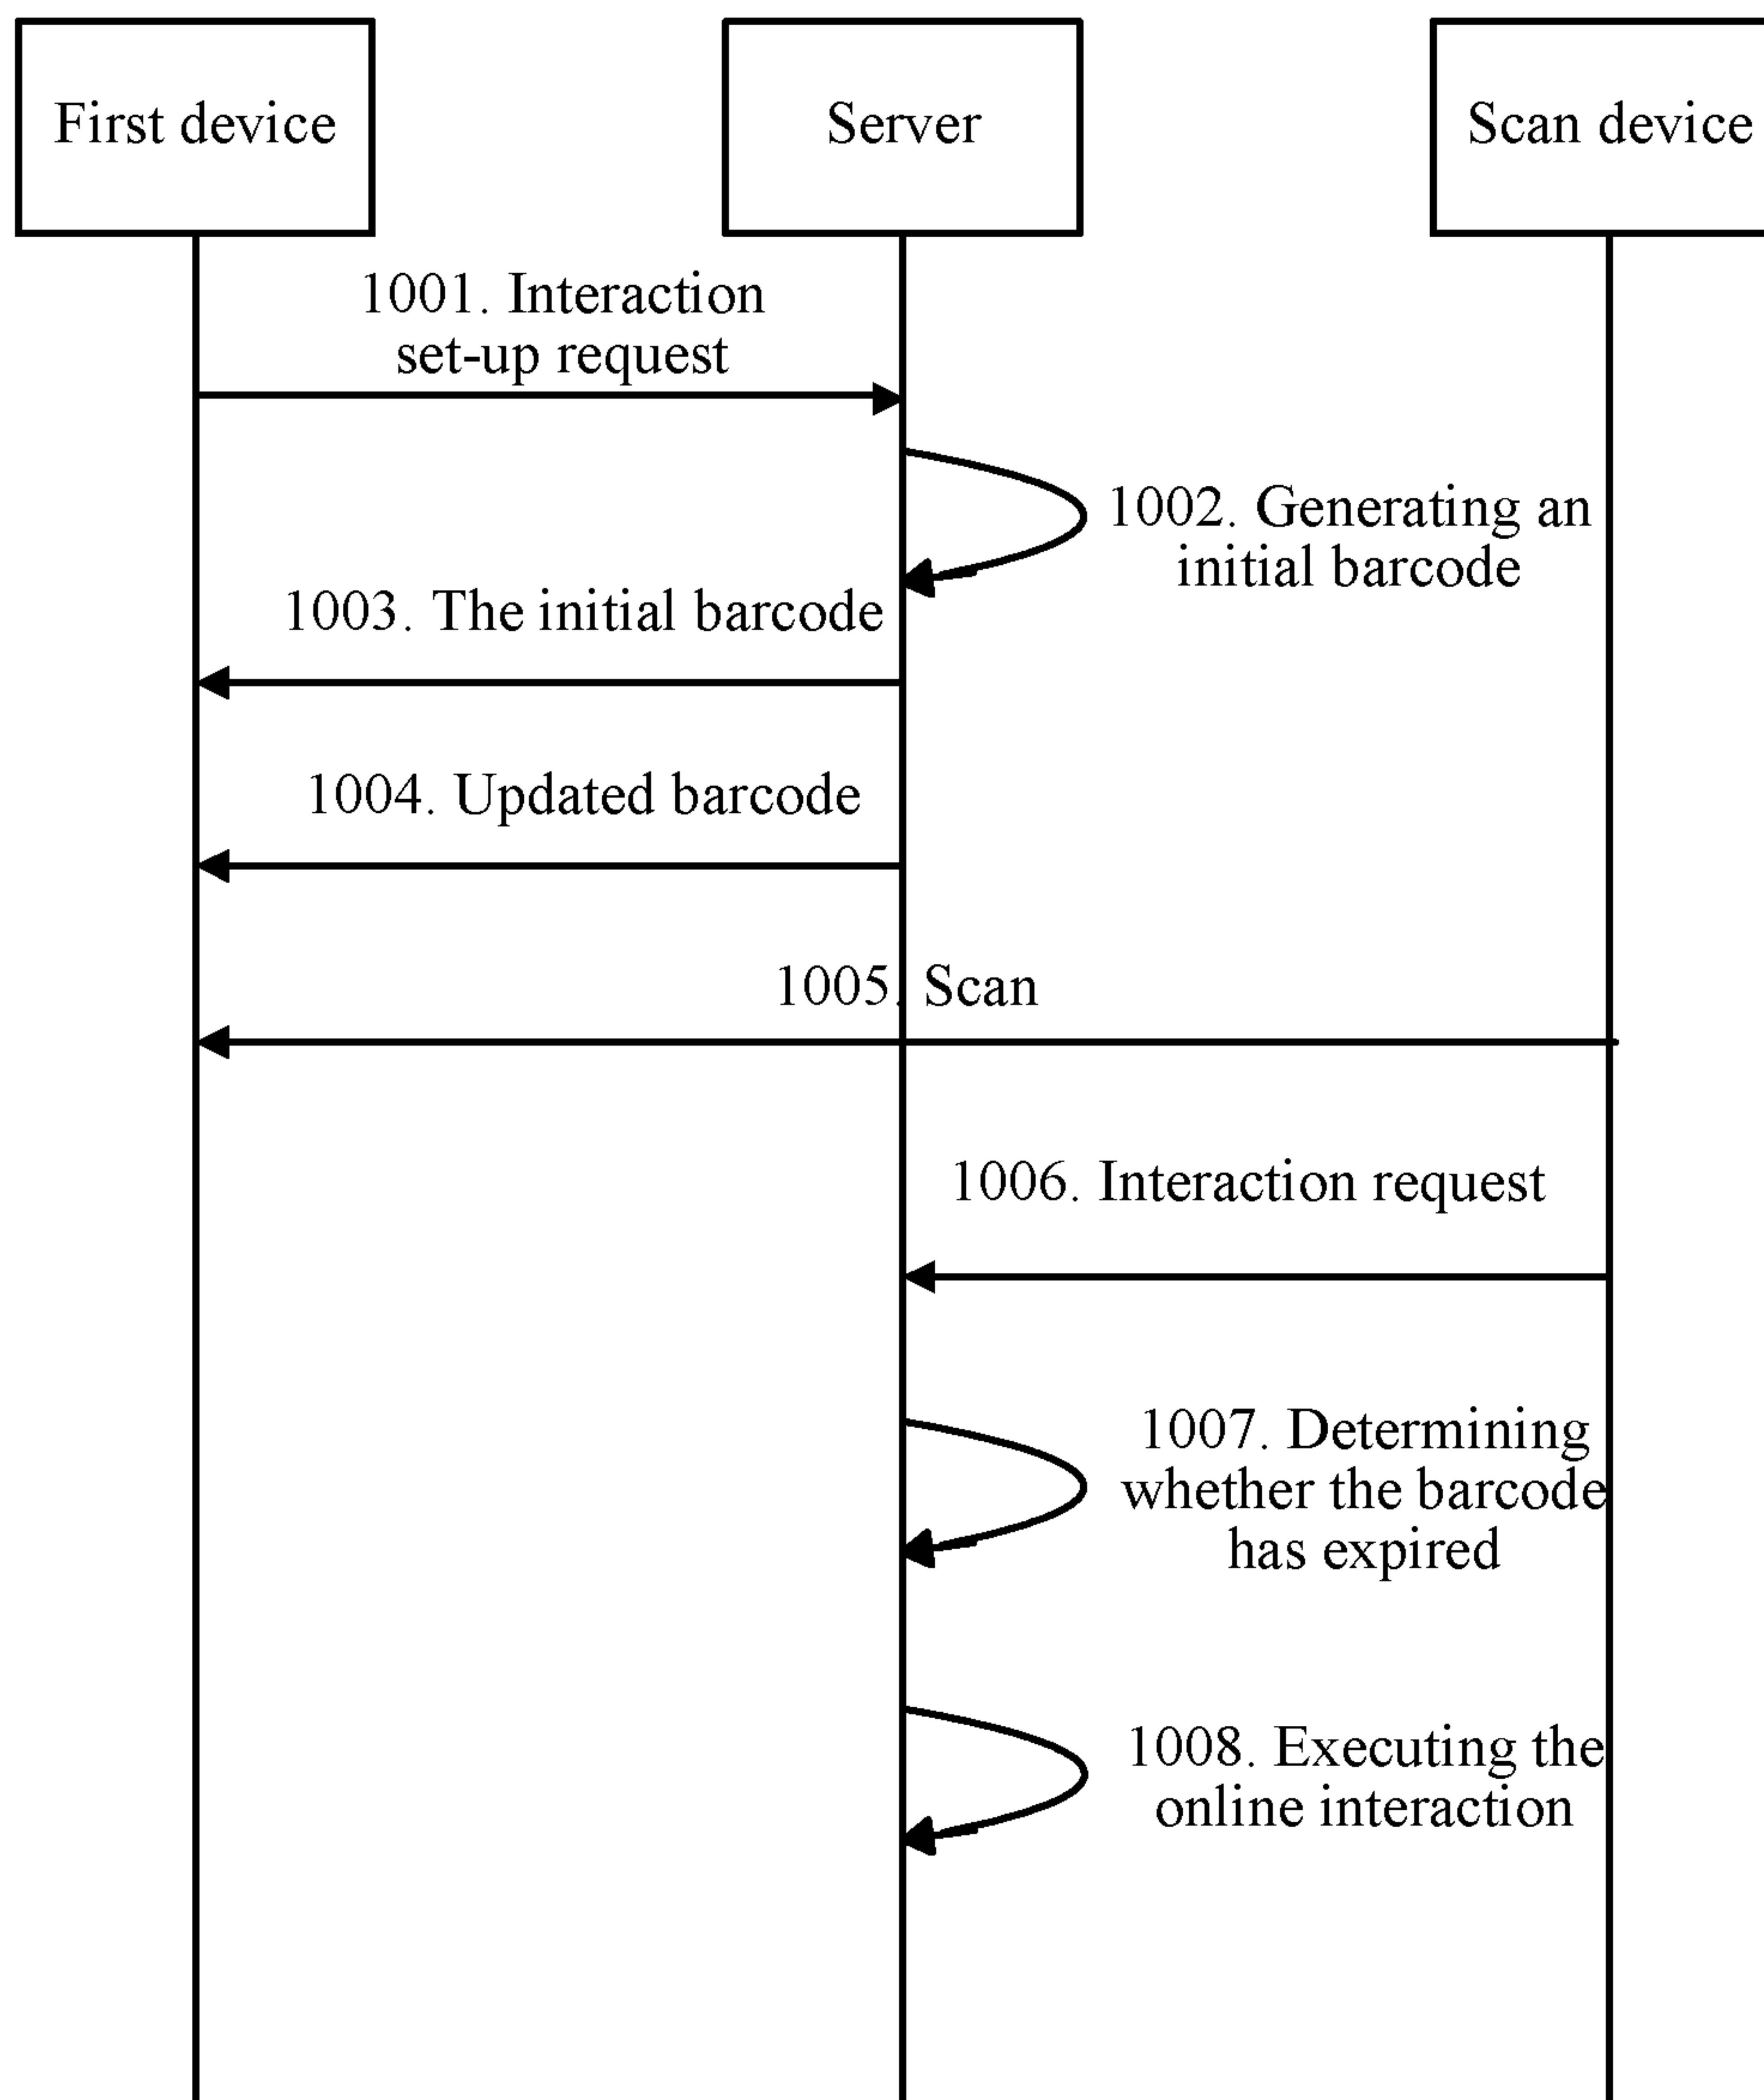 First device
Server
Scan device
1001. Interaction
set-up request
1002. Generating an
initial barcode
1003. The initial barcode
1004. Updated barcode
1005. Scan
1006. Interaction request
1007. Determining
whether the barcode
has expired
1008. Executing the
online interaction